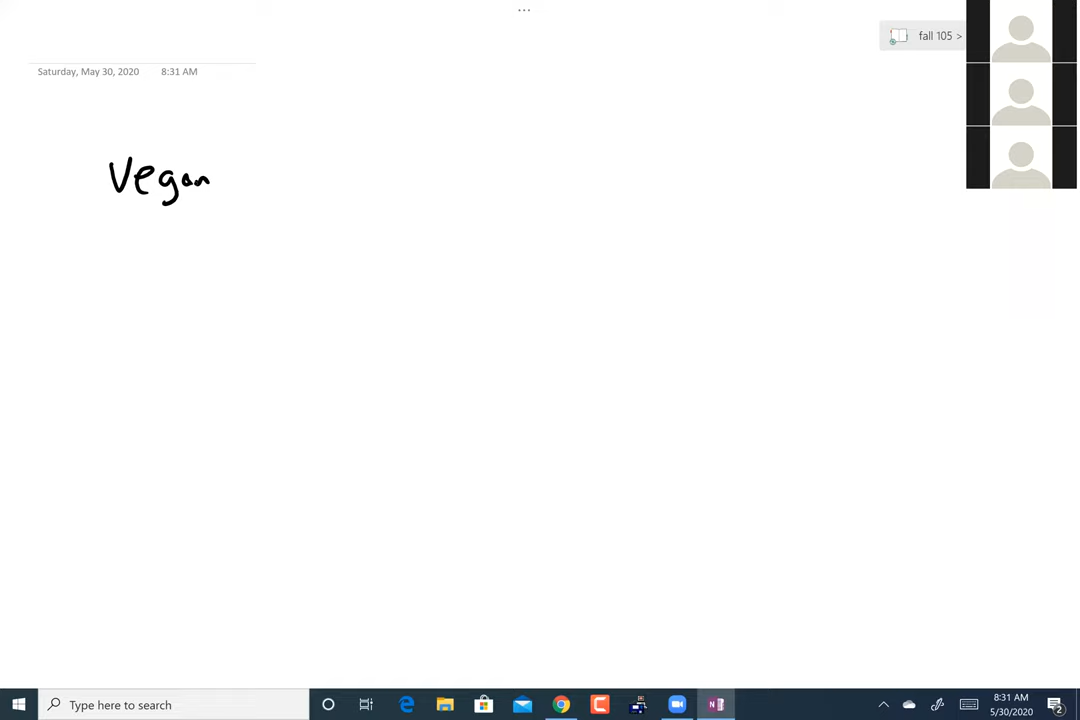 fall 105 >
Saturday, May 30, 2020 8:31 AM
Vegan
Type here to search
8:31 AM
5/30/2020
2